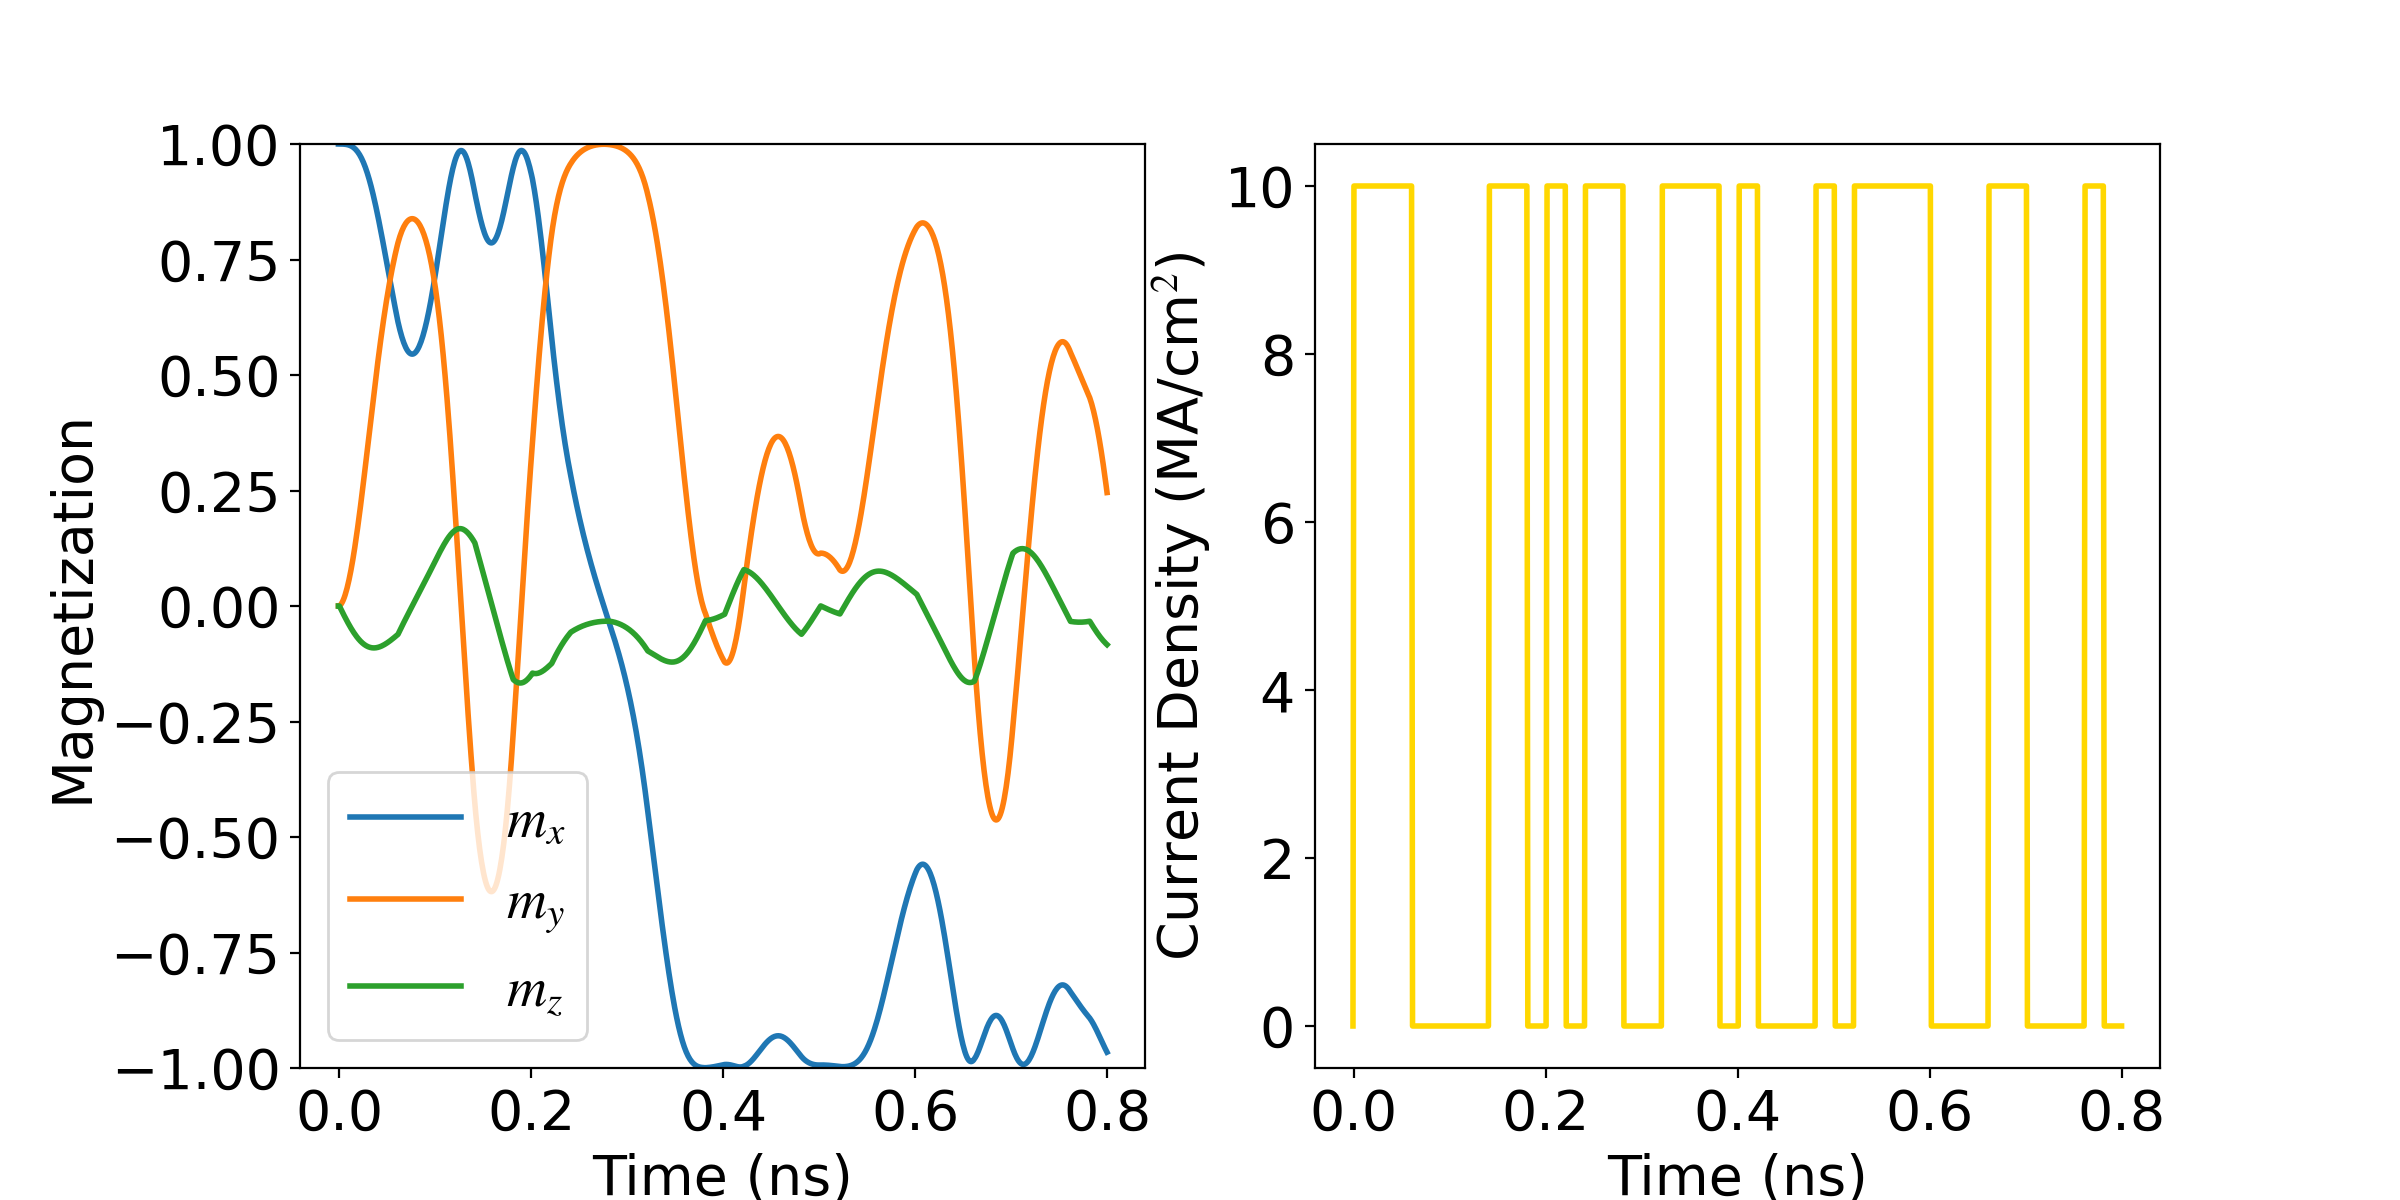 1.00
0.75
0.50
0.25
0.00
−0.25
−0.50
−0.75
−1.00
Magnetization
m_x
m_y
m_z
0.0 0.2 0.4 0.6 0.8
Time (ns)
10
8
6
4
2
0
Current Density (MA/cm²)
0.0 0.2 0.4 0.6 0.8
Time (ns)